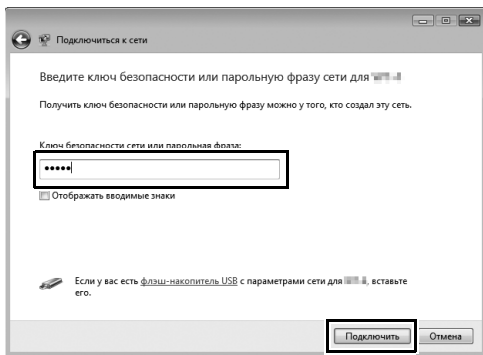 Подключиться к сети
Введите ключ безопасности или парольную фразу сети для
Получить ключ безопасности или парольную фразу можно у того, кто создал эту сеть.
Ключ безопасности сети или парольная фраза:
•••••
Отображать вводимые знаки
Если у вас есть флэш-накопитель USB с параметрами сети для , вставьте
его.
Подключить Отмена